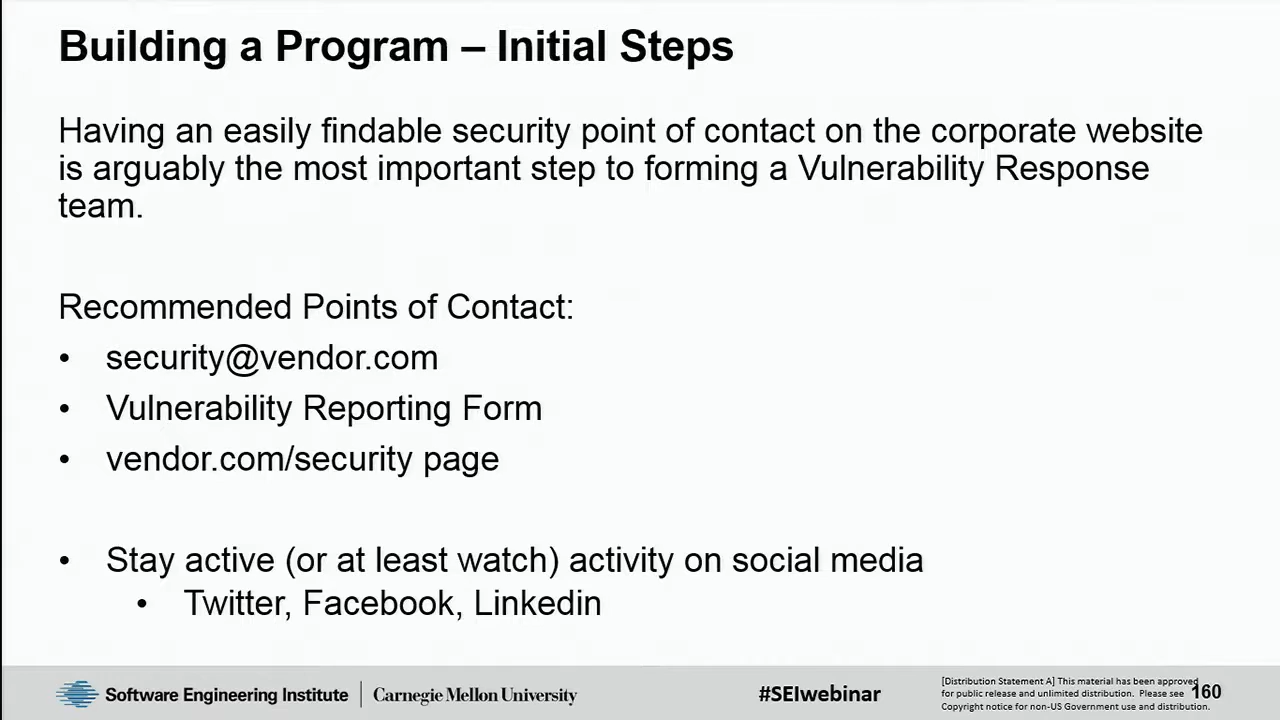 Building a Program – Initial Steps
Having an easily findable security point of contact on the corporate website
is arguably the most important step to forming a Vulnerability Response
team.
Recommended Points of Contact:
• security@vendor.com
• Vulnerability Reporting Form
• vendor.com/security page
• Stay active (or at least watch) activity on social media
• Twitter, Facebook, Linkedin
Software Engineering Institute | Carnegie Mellon University
#SEIwebinar
[Distribution Statement A] This material has been approved
for public release and unlimited distribution. Please see
Copyright notice for non-US Government use and distribution.
160